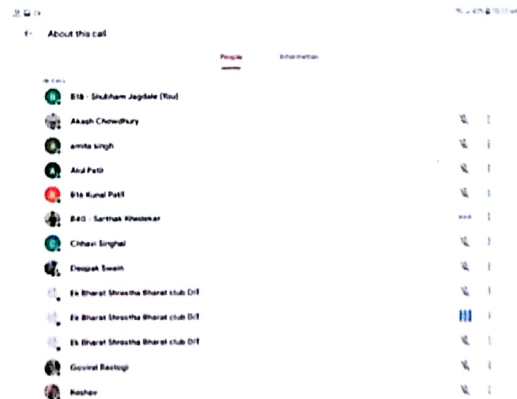 About this call
People
Information
B18 - Shubham Jagdale (You)
Akash Chowdhury
amita singh
Atul Patil
B16 Kunal Patil
B40 - Sarthak
Chhavi Singhal
Deepak Swain
Ek Bharat Shrestha Bharat club DIT
Ek Bharat Shrestha Bharat club DIT
Ek Bharat Shrestha Bharat club DIT
Govind Rastogi
Keshav